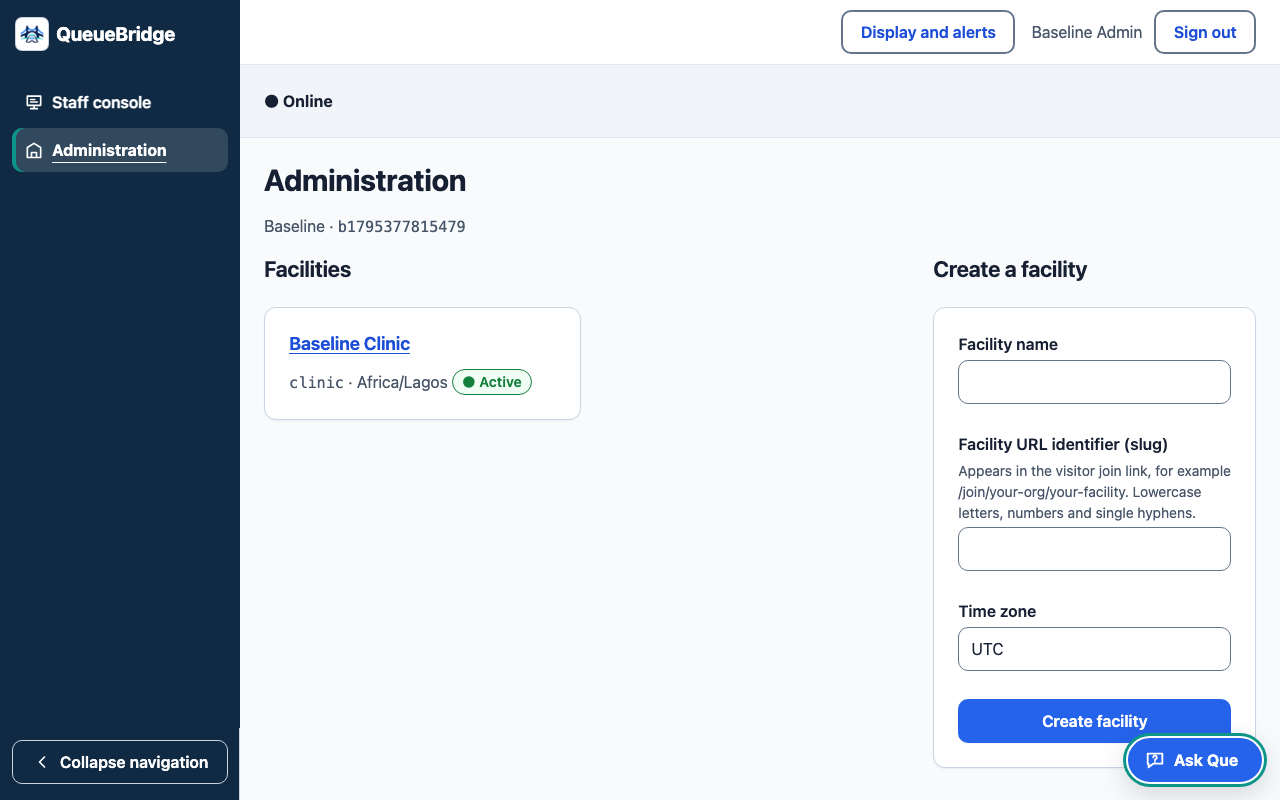 QueueBridge
Display and alerts
Baseline Admin
Sign out
Staff console
Administration
Online
Administration
Baseline · b1795377815479
Facilities
Baseline Clinic
clinic · Africa/Lagos
Active
Create a facility
Facility name
Facility URL identifier (slug)
Appears in the visitor join link, for example
/join/your-org/your-facility. Lowercase
letters, numbers and single hyphens.
Time zone
UTC
Create facility
Collapse navigation
Ask Que